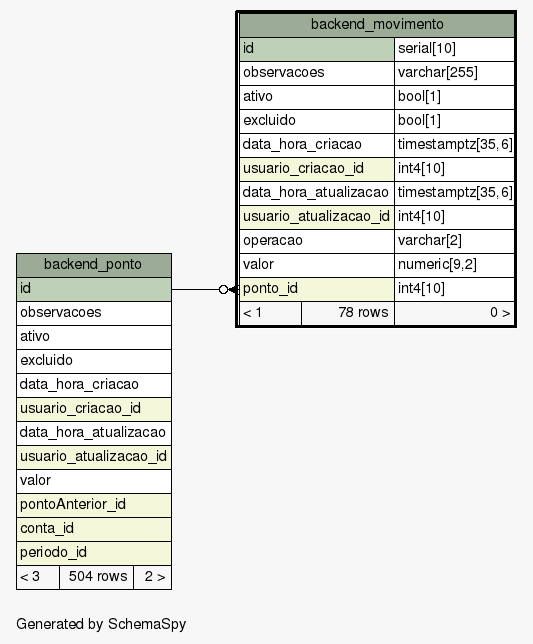 backend_movimento
id serial[10]
observacoes varchar[255]
ativo bool[1]
excluido bool[1]
data_hora_criacao timestamptz[35,6]
usuario_criacao_id int4[10]
data_hora_atualizacao timestamptz[35,6]
usuario_atualizacao_id int4[10]
operacao varchar[2]
valor numeric[9,2]
ponto_id int4[10]
< 1 78 rows 0 >
backend_ponto
id
observacoes
ativo
excluido
data_hora_criacao
usuario_criacao_id
data_hora_atualizacao
usuario_atualizacao_id
valor
pontoAnterior_id
conta_id
periodo_id
< 3 504 rows 2 >
Generated by SchemaSpy